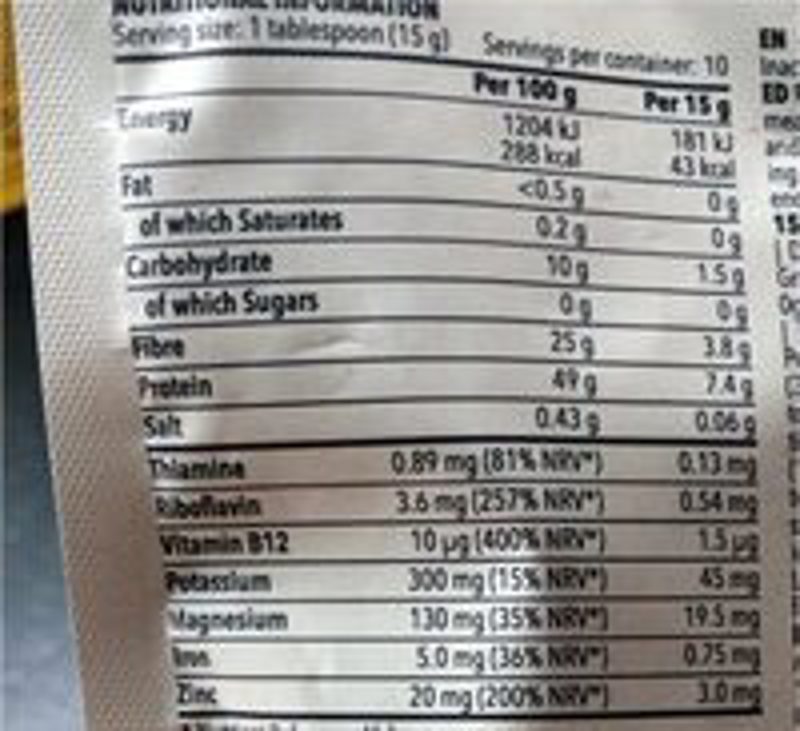 NUTRITIONAL INFORMATION
Serving size: 1 tablespoon (15 g) Servings per container: 10
Per 100 g Per 15 g
Energy 1204 kJ 181 kJ
288 kcal 43 kcal
Fat <0.5 g 0 g
of which Saturates 0.2 g 0 g
Carbohydrate 10 g 1.5 g
of which Sugars 0 g 0 g
Fibre 25 g 3.8 g
Protein 49 g 7.4 g
Salt 0.43 g 0.06 g
Thiamine 0.89 mg (81% NRV*) 0.13 mg
Riboflavin 3.6 mg (257% NRV*) 0.54 mg
Vitamin B12 10 µg (400% NRV*) 1.5 µg
Potassium 300 mg (15% NRV*) 45 mg
Magnesium 130 mg (35% NRV*) 19.5 mg
Iron 5.0 mg (36% NRV*) 0.75 mg
Zinc 20 mg (200% NRV*) 3.0 mg
EN
Inac
ED